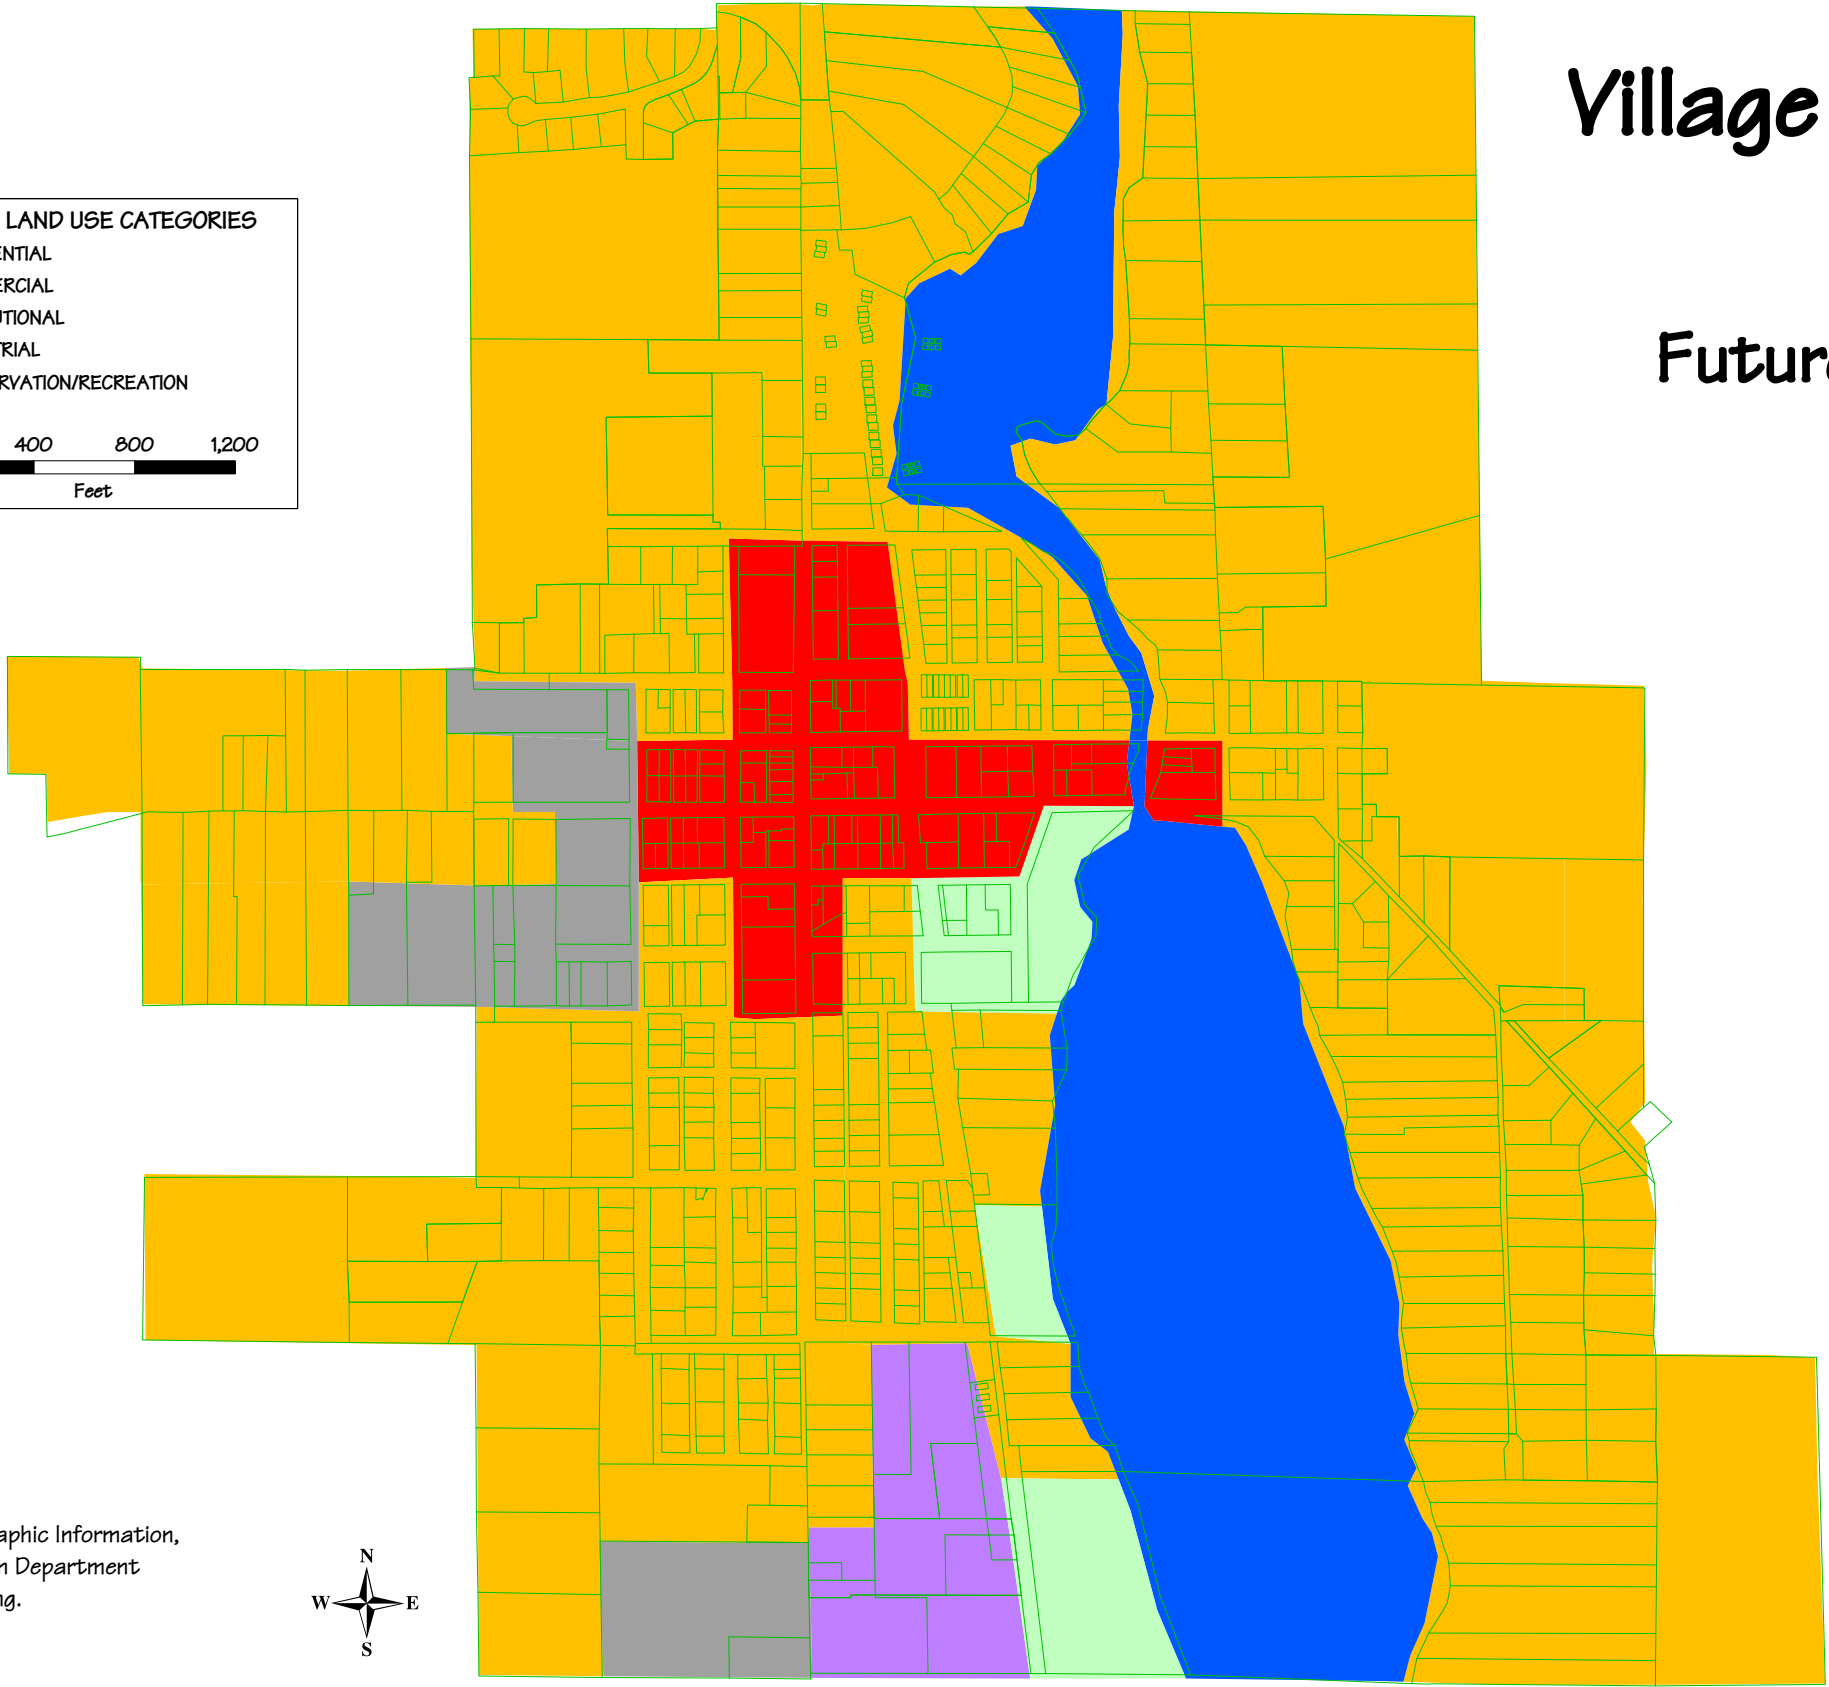 Village
Futur
LAND USE CATEGORIES
ENTIAL
ERCIAL
UTIONAL
TRIAL
RVATION/RECREATION
400 800 1,200
Feet
aphic Information,
n Department
ng.
N
W E
S